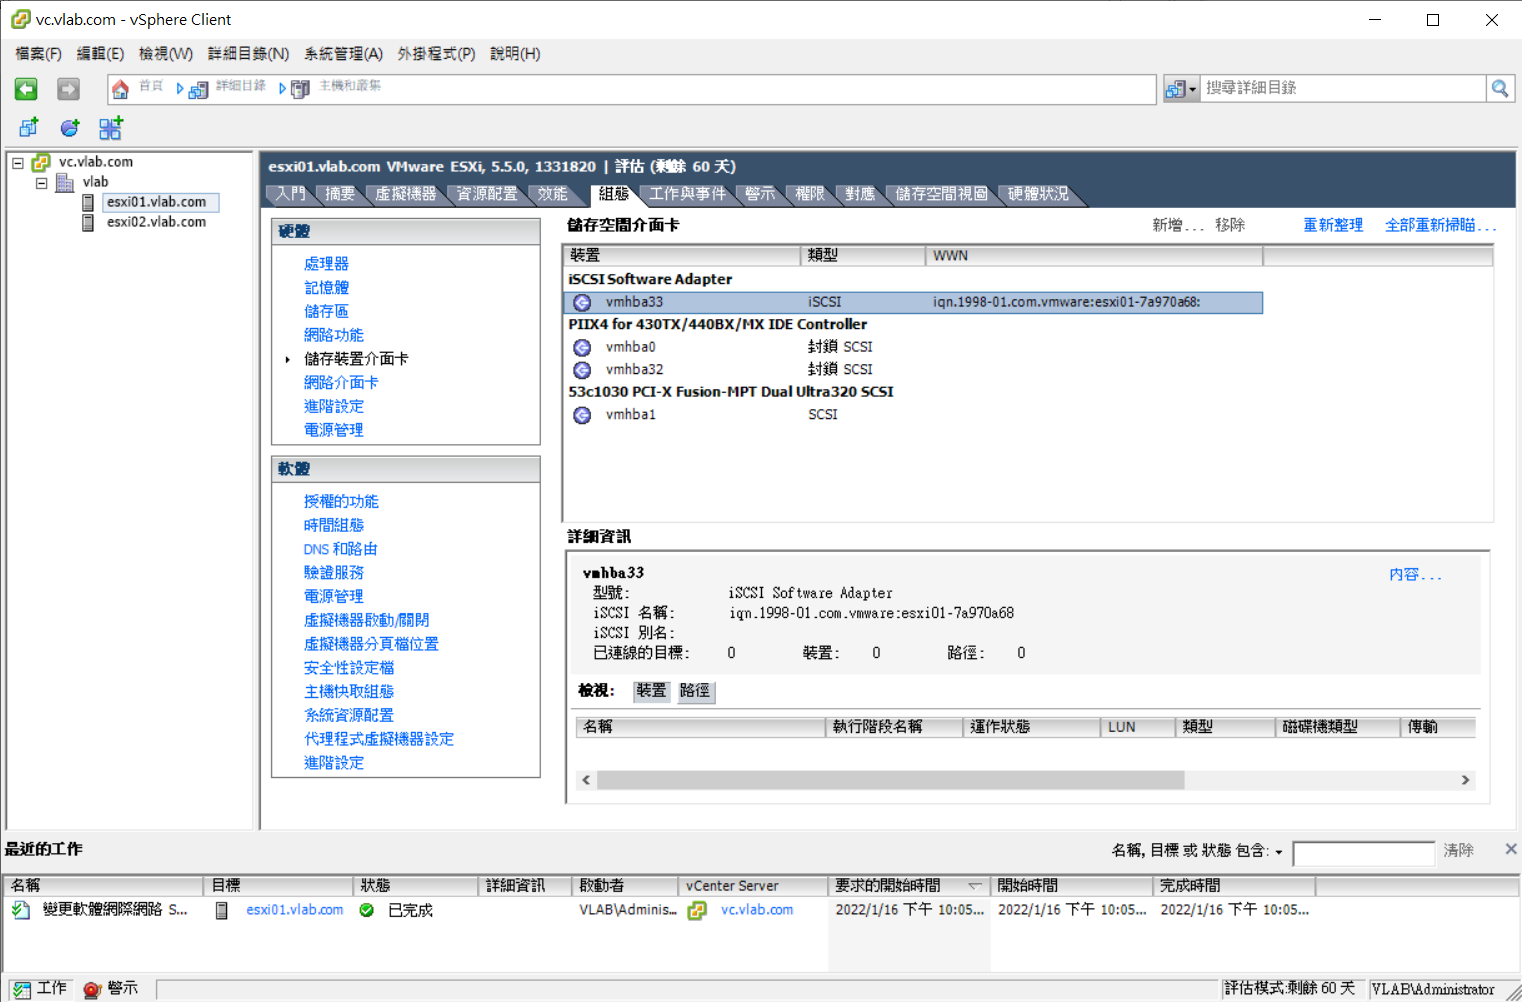 vc.vlab.com - vSphere Client
檔案(F) 編輯(E) 檢視(W) 詳細目錄(N) 系統管理(A) 外掛程式(P) 說明(H)
首頁 詳細目錄 主機和叢集 搜尋詳細目錄
vc.vlab.com
vlab
esxi01.vlab.com
esxi02.vlab.com
esxi01.vlab.com VMware ESXi, 5.5.0, 1331820 | 評估 (剩餘 60 天)
入門 摘要 虛擬機器 資源配置 效能 組態 工作與事件 警示 權限 對應 儲存空間視圖 硬體狀況
硬體
處理器
記憶體
儲存區
網路功能
儲存裝置介面卡
網路介面卡
進階設定
電源管理
軟體
授權的功能
時間組態
DNS 和路由
驗證服務
電源管理
虛擬機器啟動/關閉
虛擬機器分頁檔位置
安全性設定檔
主機快取組態
系統資源配置
代理程式虛擬機器設定
進階設定
儲存空間介面卡 新增... 移除 重新整理 全部重新掃瞄...
裝置 類型 WWN
iSCSI Software Adapter
vmhba33 iSCSI iqn.1998-01.com.vmware:esxi01-7a970a68:
PIIX4 for 430TX/440BX/MX IDE Controller
vmhba0 封鎖 SCSI
vmhba32 封鎖 SCSI
53c1030 PCI-X Fusion-MPT Dual Ultra320 SCSI
vmhba1 SCSI
詳細資訊
vmhba33 內容...
型號: iSCSI Software Adapter
iSCSI 名稱: iqn.1998-01.com.vmware:esxi01-7a970a68
iSCSI 別名:
已連線的目標: 0 裝置: 0 路徑: 0
檢視: 裝置 路徑
名稱 執行階段名稱 運作狀態 LUN 類型 磁碟機類型 傳輸
最近的工作 名稱, 目標 或 狀態 包含: 清除
名稱 目標 狀態 詳細資訊 啟動者 vCenter Server 要求的開始時間 開始時間 完成時間
變更軟體網際網路 S... esxi01.vlab.com 已完成 VLAB\Adminis... vc.vlab.com 2022/1/16 下午 10:05... 2022/1/16 下午 10:05... 2022/1/16 下午 10:05...
工作 警示 評估模式:剩餘 60 天 VLAB\Administrator